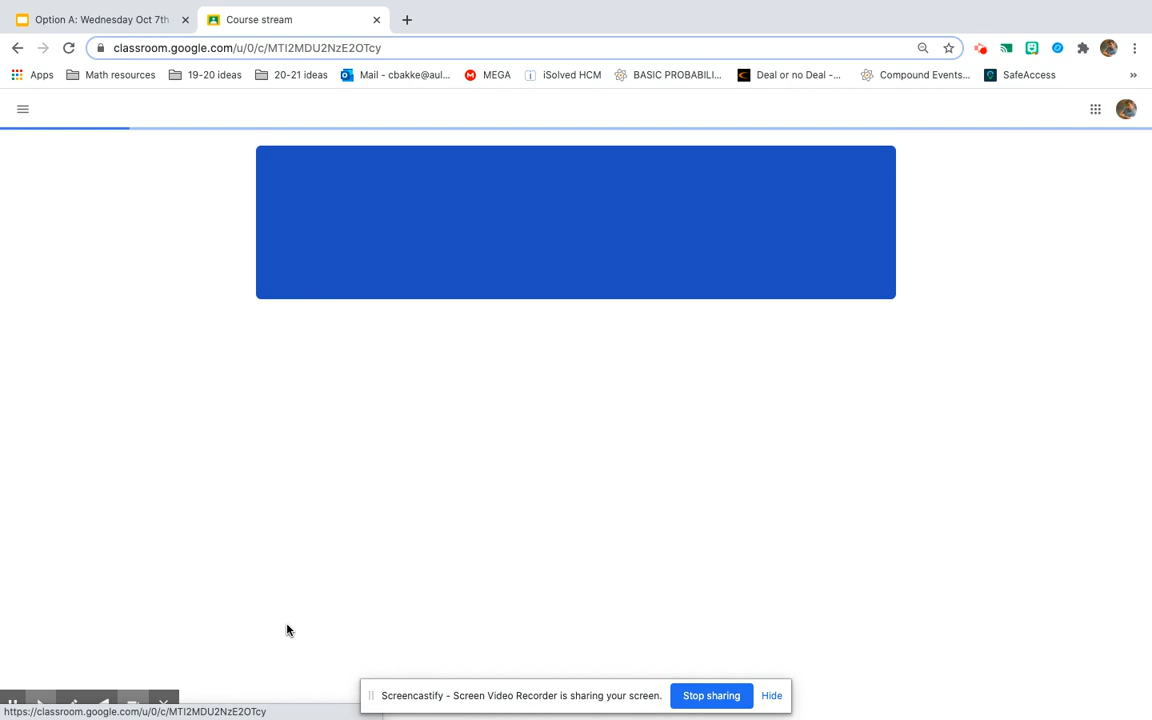 Option A: Wednesday Oct 7th
Course stream
classroom.google.com/u/0/c/MTI2MDU2NzE2OTcy
Apps
Math resources
19-20 ideas
20-21 ideas
Mail - cbakke@aul...
MEGA
iSolved HCM
BASIC PROBABILI...
Deal or no Deal -...
Compound Events...
SafeAccess
Screencastify - Screen Video Recorder is sharing your screen.
Stop sharing
Hide
https://classroom.google.com/u/0/c/MTI2MDU2NzE2OTcy